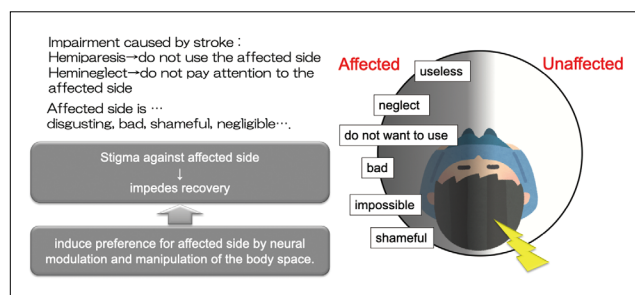 Impairment caused by stroke :
Hemiparesis→do not use the affected side
Hemineglect→do not pay attention to the
affected side
Affected side is …
disgusting, bad, shameful, negligible….
Stigma against affected side
↓
impedes recovery
induce preference for affected side by neural
modulation and manipulation of the body space.
Affected
Unaffected
useless
neglect
do not want to use
bad
impossible
shameful